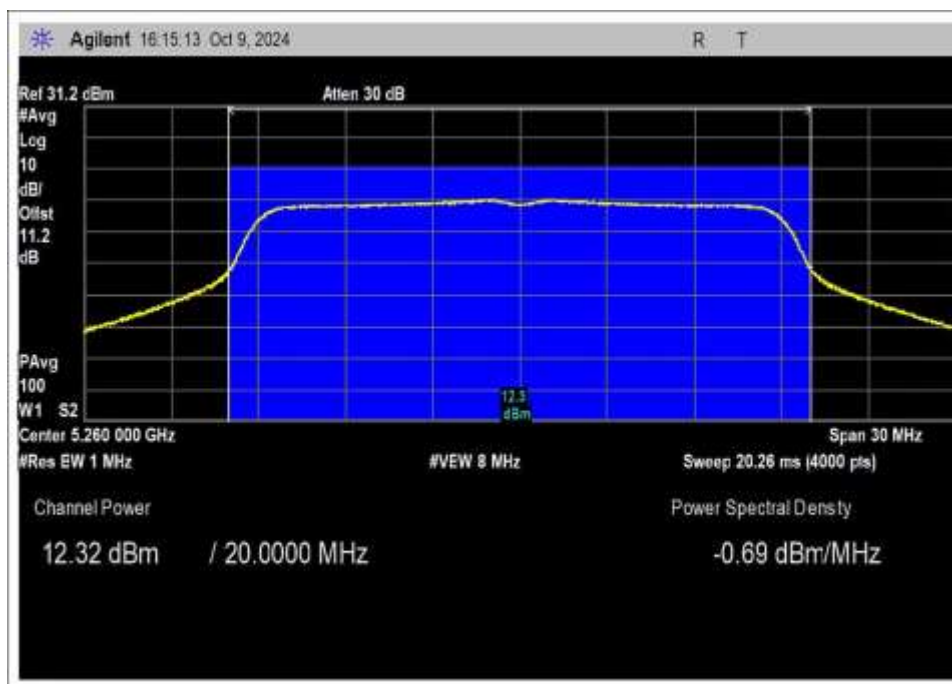 Agilent 16:15:13 Oct 9, 2024 R T
Ref 31.2 dBm Atten 30 dB
#Avg
Log
10
dB/
Offst
11.2
dB
PAvg
100
W1 S2
12.3
dBm
Center 5.260 000 GHz Span 30 MHz
#Res BW 1 MHz #VBW 8 MHz Sweep 20.26 ms (4000 pts)
Channel Power Power Spectral Density
12.32 dBm / 20.0000 MHz -0.69 dBm/MHz